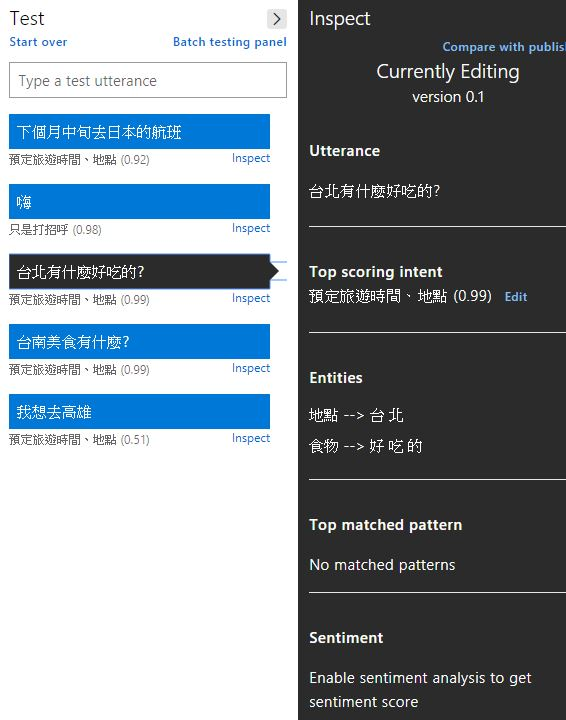 Test
Start over
Batch testing panel
Type a test utterance
下個月中旬去日本的航班
預定旅遊時間、地點 (0.92)
Inspect
嗨
只是打招呼 (0.98)
Inspect
台北有什麼好吃的?
預定旅遊時間、地點 (0.99)
Inspect
台南美食有什麼?
預定旅遊時間、地點 (0.99)
Inspect
我想去高雄
預定旅遊時間、地點 (0.51)
Inspect
Inspect
Compare with publis
Currently Editing
version 0.1
Utterance
台北有什麼好吃的?
Top scoring intent
預定旅遊時間、地點 (0.99) Edit
Entities
地點 --> 台 北
食物 --> 好 吃 的
Top matched pattern
No matched patterns
Sentiment
Enable sentiment analysis to get
sentiment score